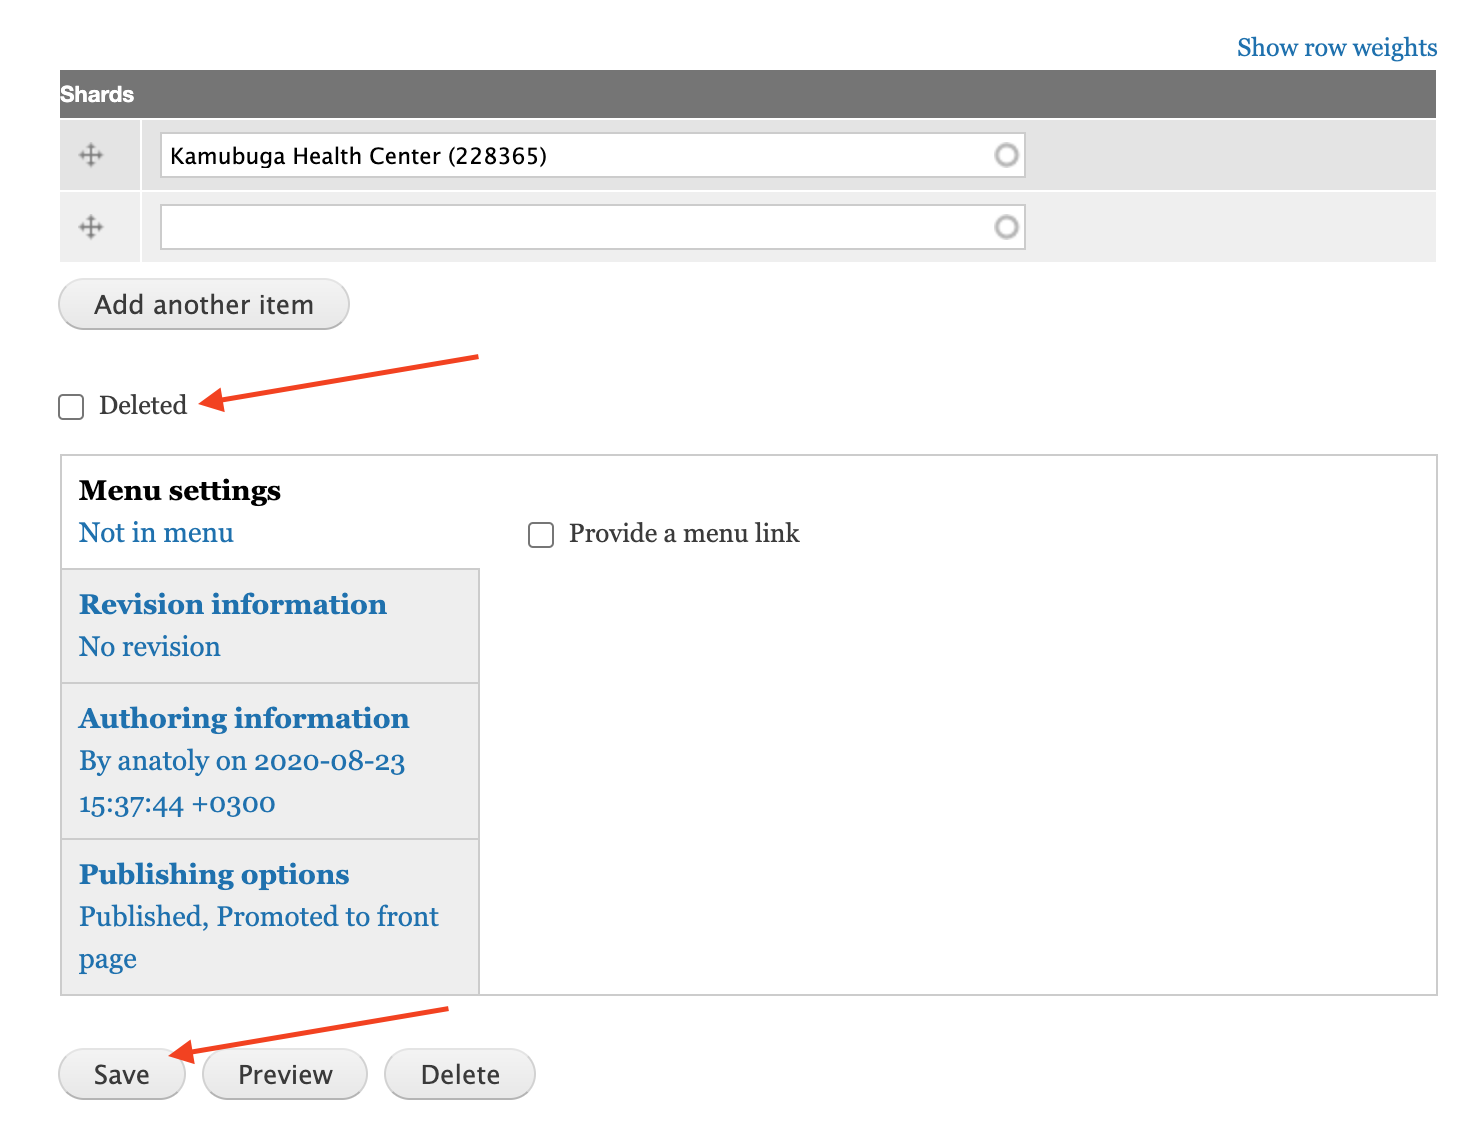 Show row weights
Shards
Kamubuga Health Center (228365)
Add another item
Deleted
Menu settings
Not in menu
Provide a menu link
Revision information
No revision
Authoring information
By anatoly on 2020-08-23
15:37:44 +0300
Publishing options
Published, Promoted to front
page
Save
Preview
Delete